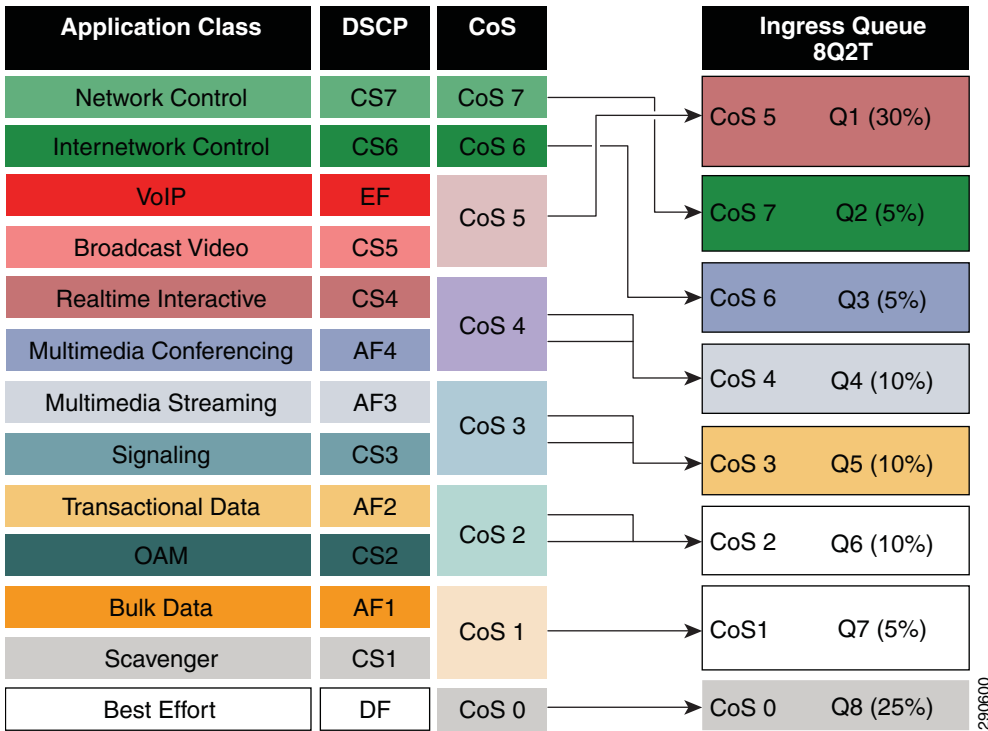 Application Class DSCP CoS
Ingress Queue
8Q2T
Network Control CS7 CoS 7
Internetwork Control CS6 CoS 6
VoIP EF
CoS 5
Broadcast Video CS5
Realtime Interactive CS4
CoS 4
Multimedia Conferencing AF4
Multimedia Streaming AF3
CoS 3
Signaling CS3
Transactional Data AF2
CoS 2
OAM CS2
Bulk Data AF1
CoS 1
Scavenger CS1
Best Effort DF CoS 0
CoS 5 Q1 (30%)
CoS 7 Q2 (5%)
CoS 6 Q3 (5%)
CoS 4 Q4 (10%)
CoS 3 Q5 (10%)
CoS 2 Q6 (10%)
CoS1 Q7 (5%)
CoS 0 Q8 (25%)
290600